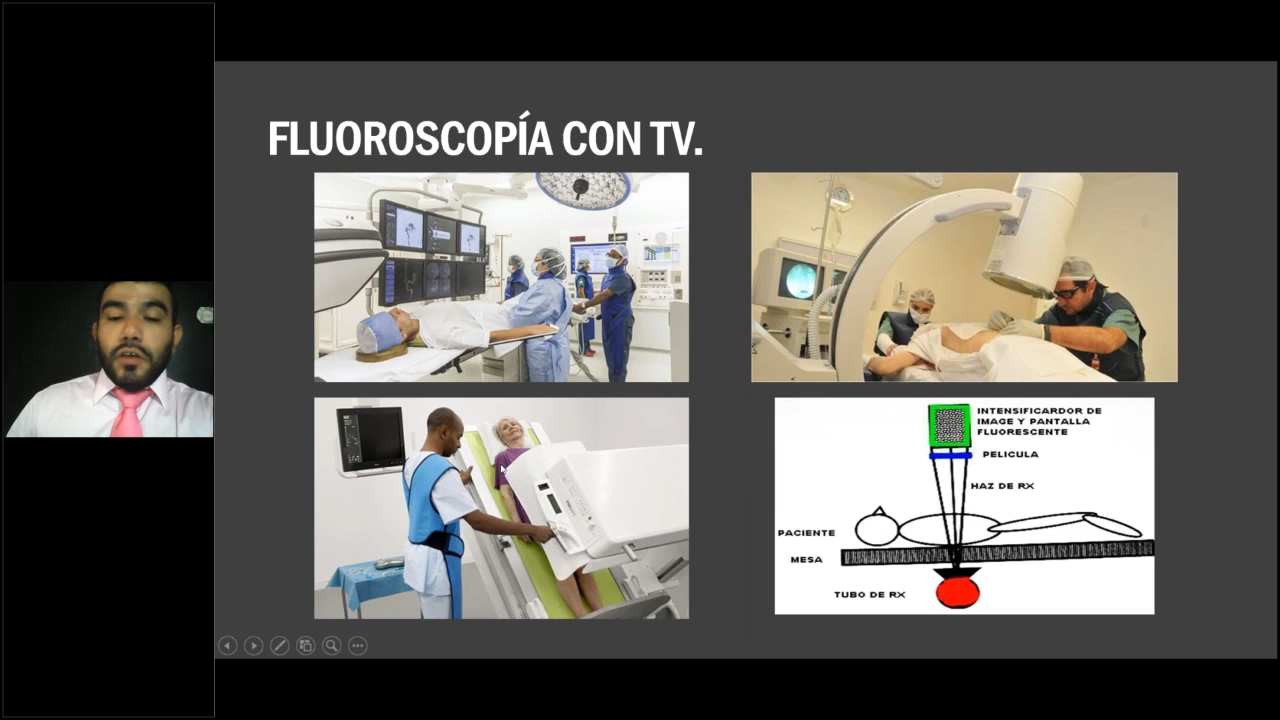 FLUOROSCOPÍA CON TV.
INTENSIFICARDOR DE
IMAGE Y PANTALLA
FLUORESCENTE
PELICULA
HAZ DE RX
PACIENTE
MESA
TUBO DE RX